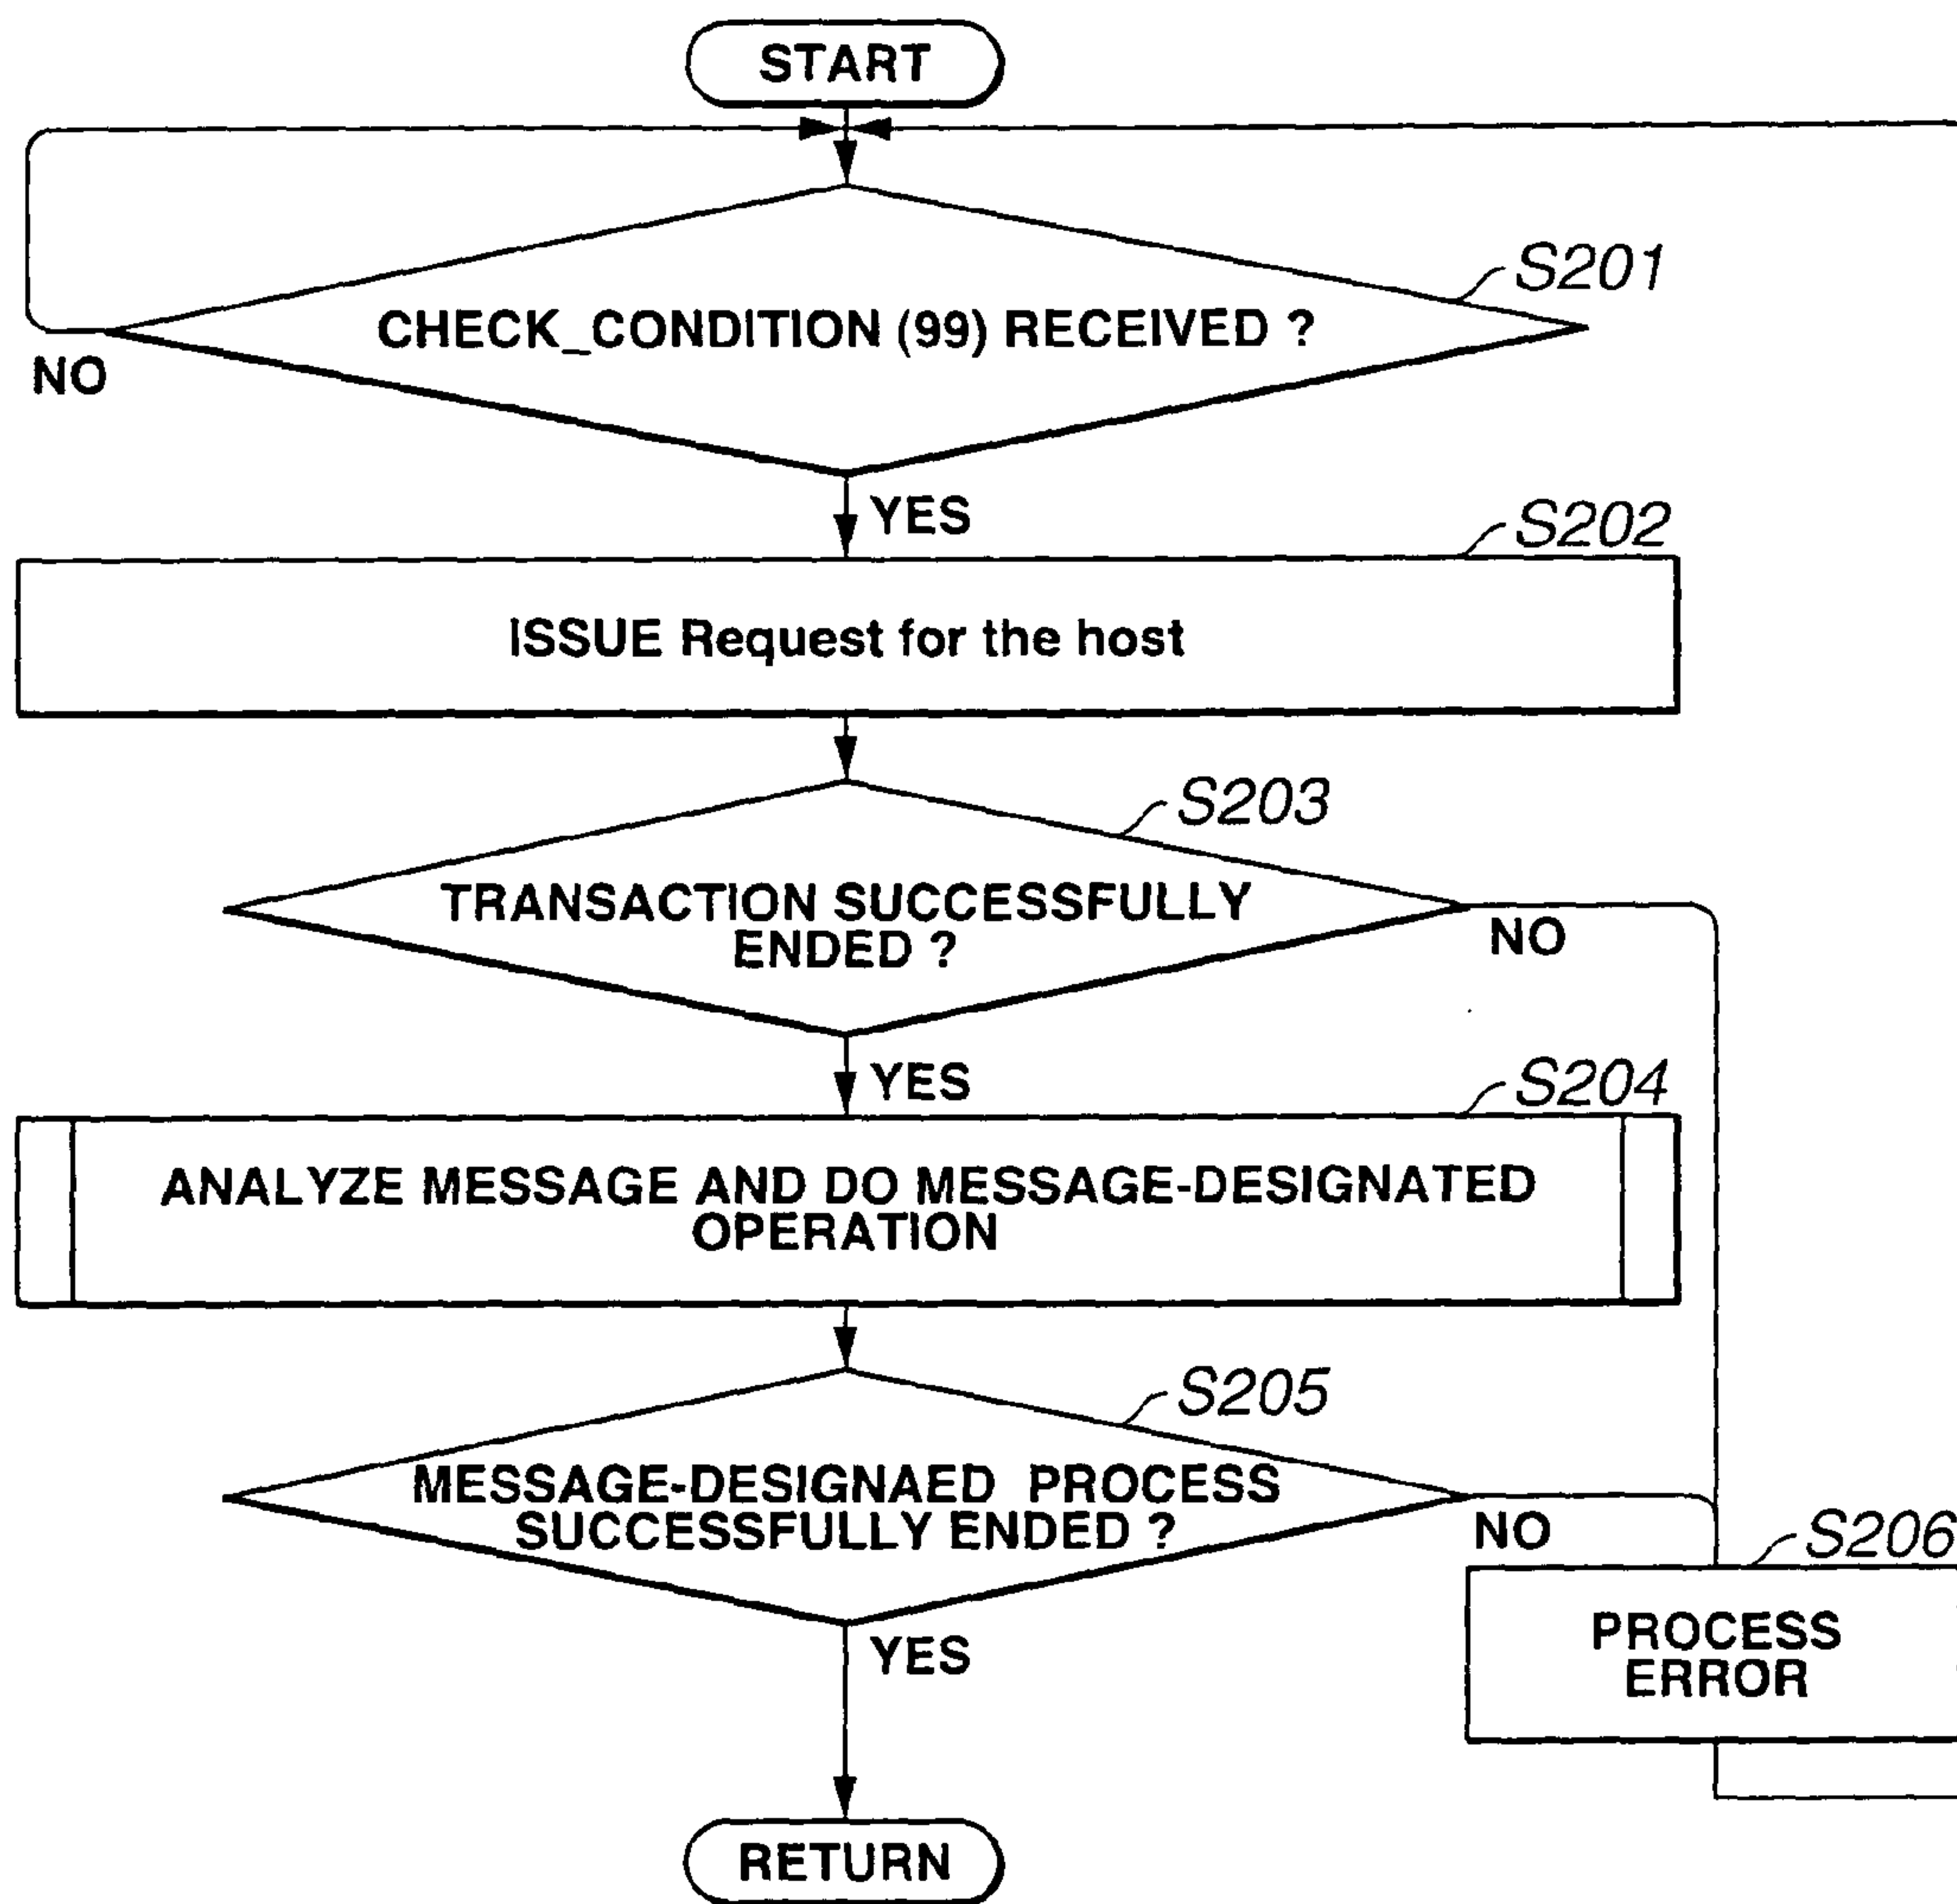 START
S201
CHECK_CONDITION (99) RECEIVED ?
NO
YES
S202
ISSUE Request for the host
S203
TRANSACTION SUCCESSFULLY
ENDED ?
NO
YES
S204
ANALYZE MESSAGE AND DO MESSAGE-DESIGNATED
OPERATION
S205
MESSAGE-DESIGNAED PROCESS
SUCCESSFULLY ENDED ?
NO
S206
YES
PROCESS
ERROR
RETURN